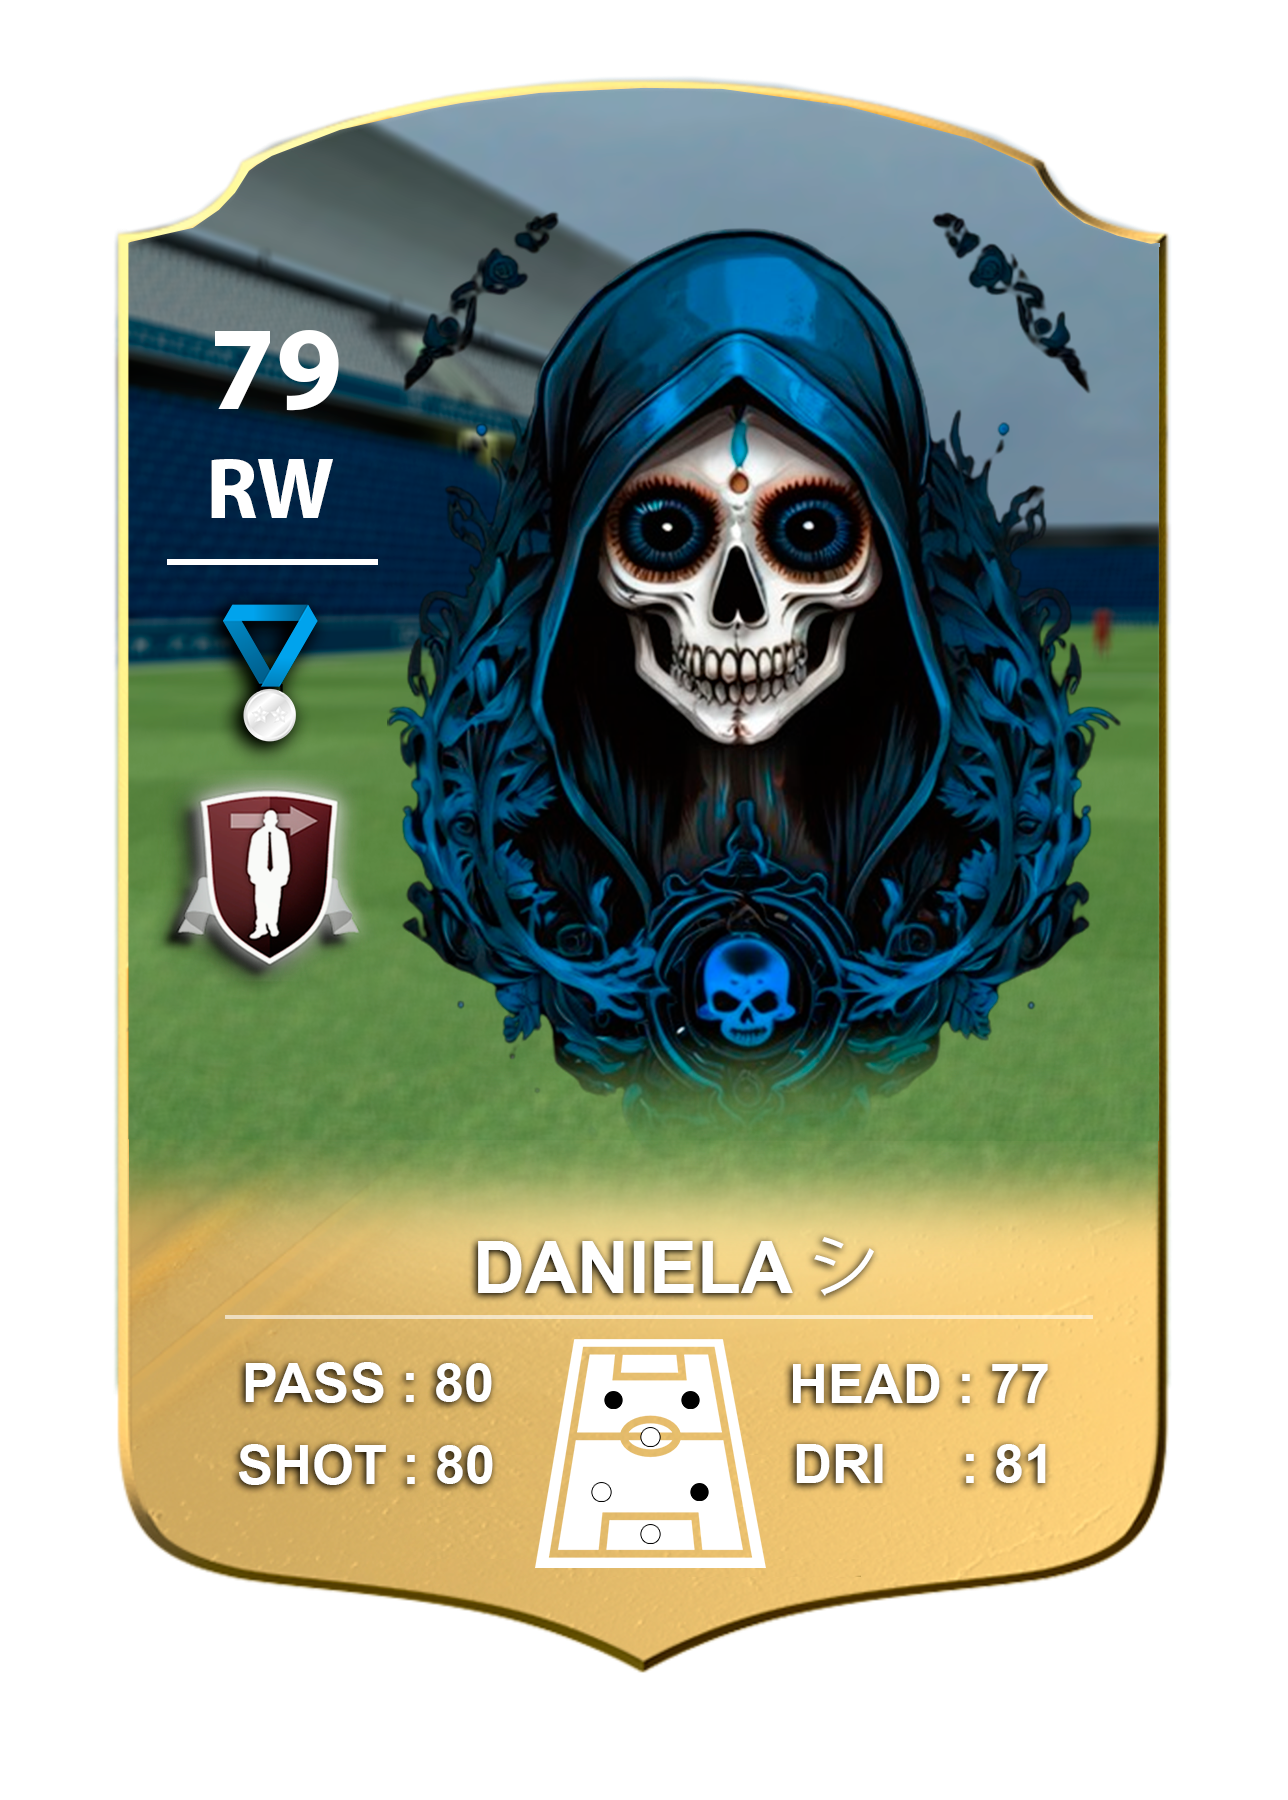 79
RW
DANIELA シ
PASS : 80
HEAD : 77
SHOT : 80
DRI : 81